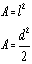 A = l²
A = d²/2